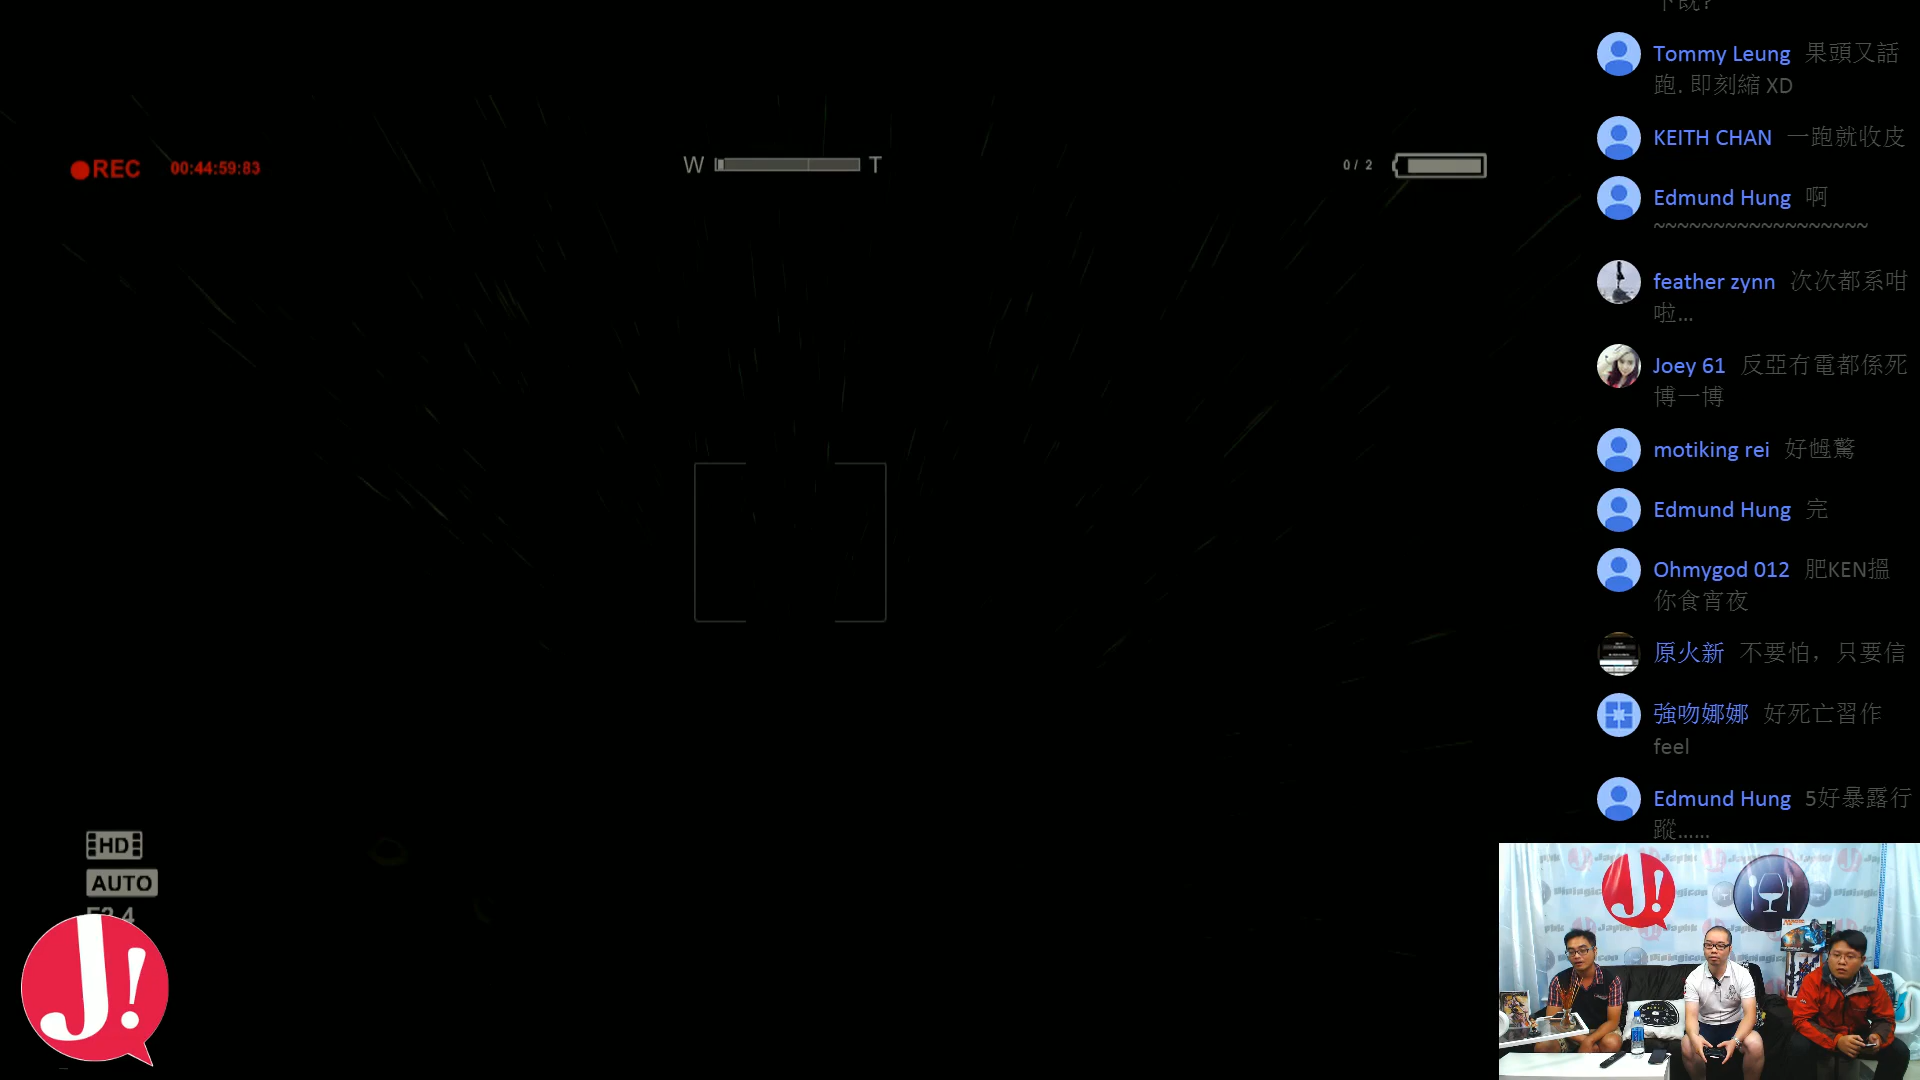 REC 00:44:59:83
W T
0 / 2
HD
AUTO
F2.4
J!
下既?
Tommy Leung 果頭又話
跑. 即刻縮 XD
KEITH CHAN 一跑就收皮
Edmund Hung 啊
~~~~~~~~~~~~~~~~~~
feather zynn 次次都系咁
啦...
Joey 61 反亞冇電都係死
博一博
motiking rei 好乸驚
Edmund Hung 完
Ohmygod 012 肥KEN搵
你食宵夜
原火新 不要怕，只要信
強吻娜娜 好死亡習作
feel
Edmund Hung 5好暴露行
蹤......
J!